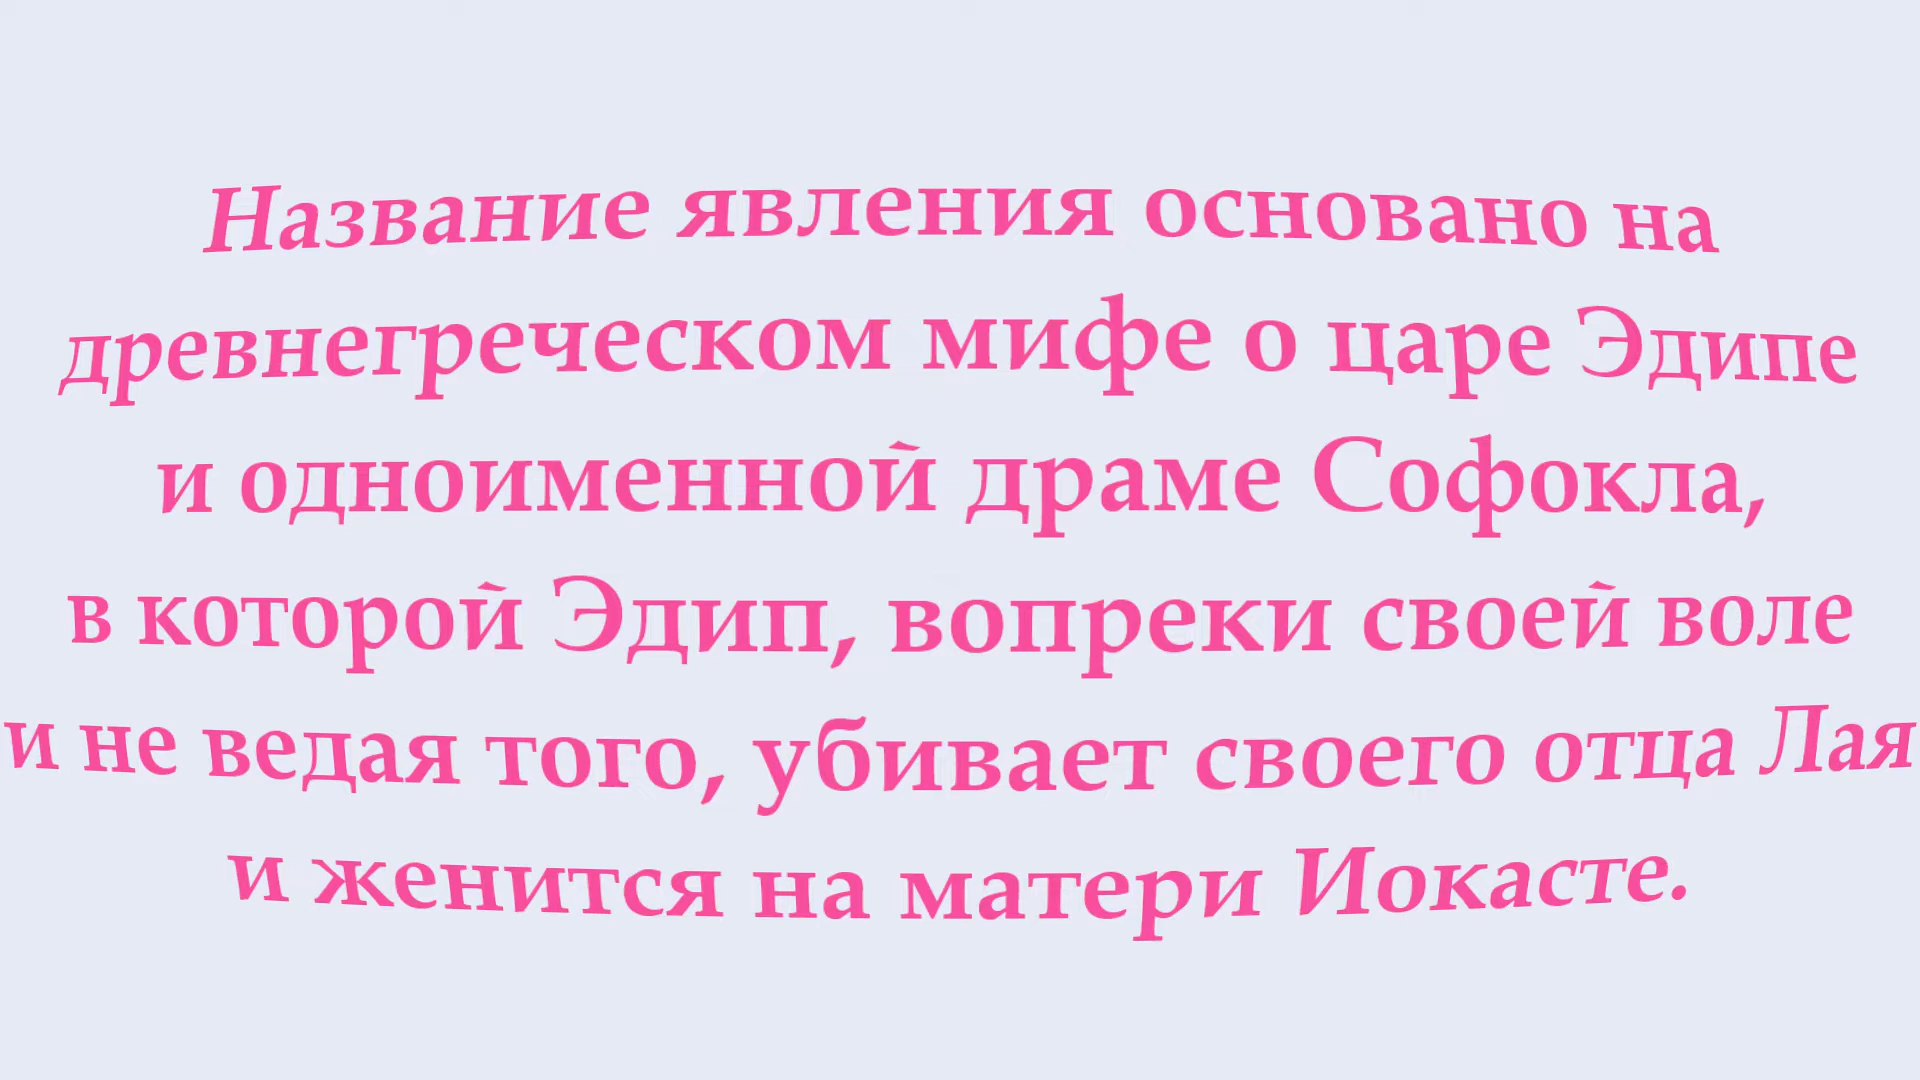 Название явления основано на
древнегреческом мифе о царе Эдипе
и одноименной драме Софокла,
в которой Эдип, вопреки своей воле
и не ведая того, убивает своего отца Лая
и женится на матери Иокасте.